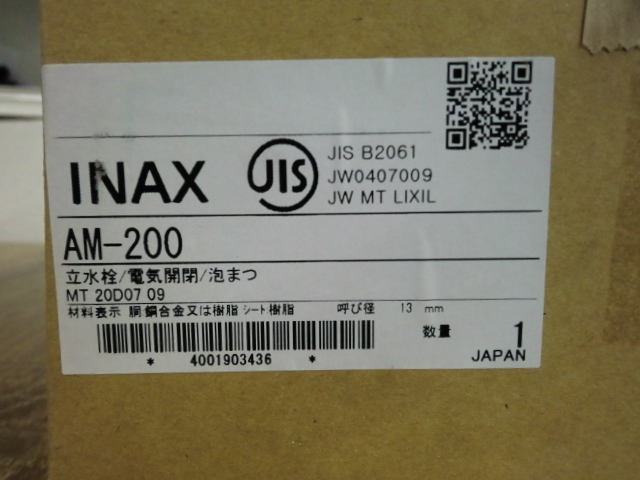 INAX
JIS
JIS B2061
JW0407009
JW MT LIXIL
AM-200
立水栓/電気開閉/泡まつ
MT 20D07 09
材料表示 胴 銅合金又は樹脂 シート樹脂 呼び径 13 mm
数量 1
* 4001903436 *
JAPAN